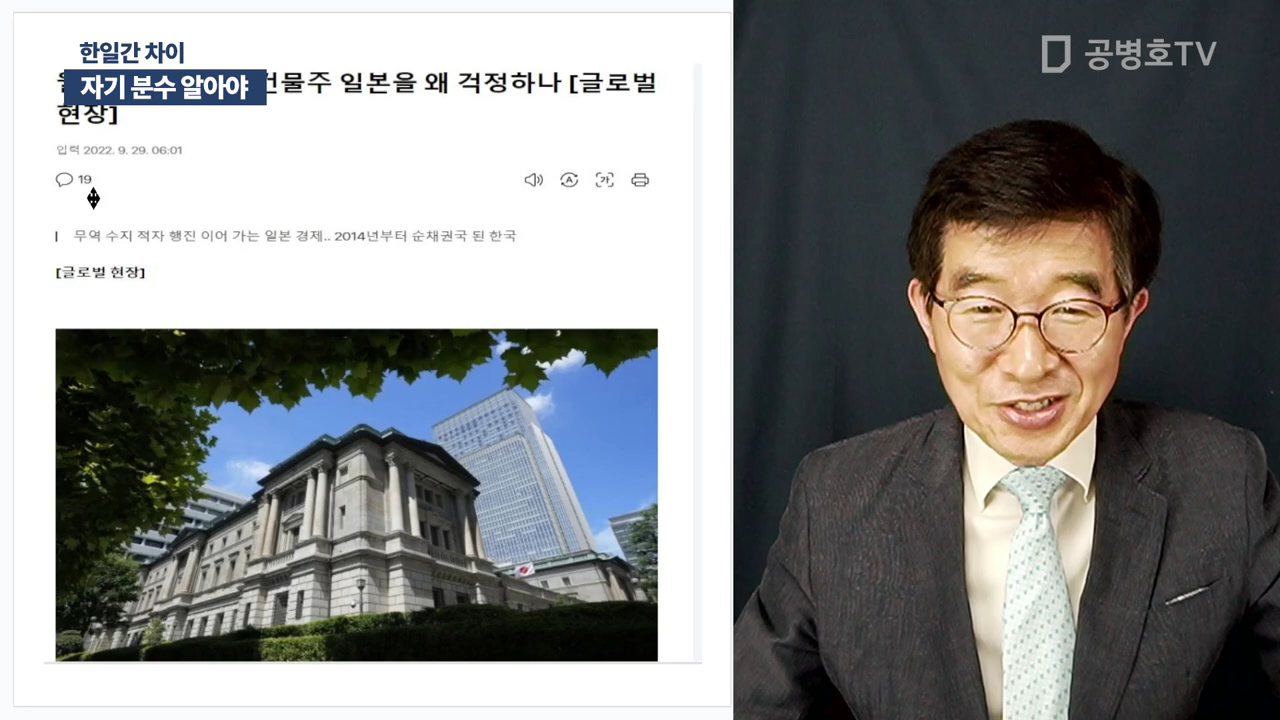 한일간 차이
자기 분수 알아야
건물주 일본을 왜 걱정하나 [글로벌
현장]
입력 2022. 9. 29. 06:01
19
무역 수지 적자 행진 이어 가는 일본 경제.. 2014년부터 순채권국 된 한국
[글로벌 현장]
공병호TV